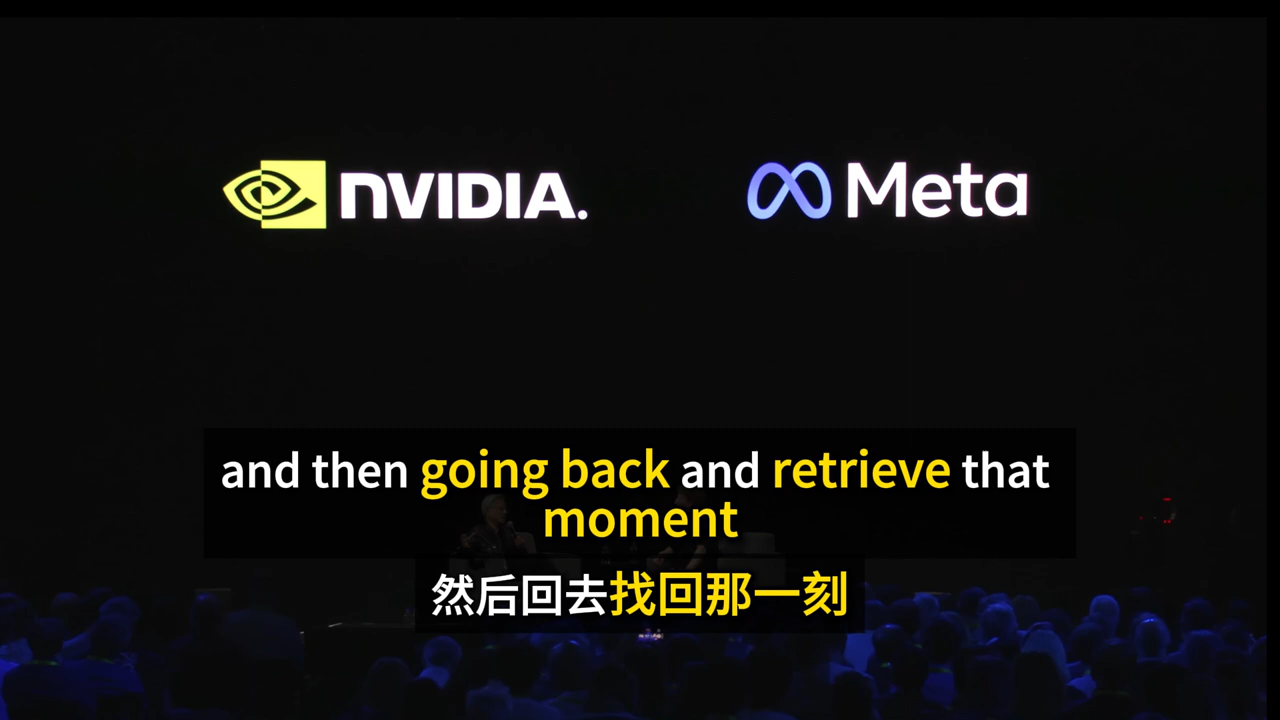 NVIDIA.
Meta
and then going back and retrieve that
moment
然后回去找回那一刻